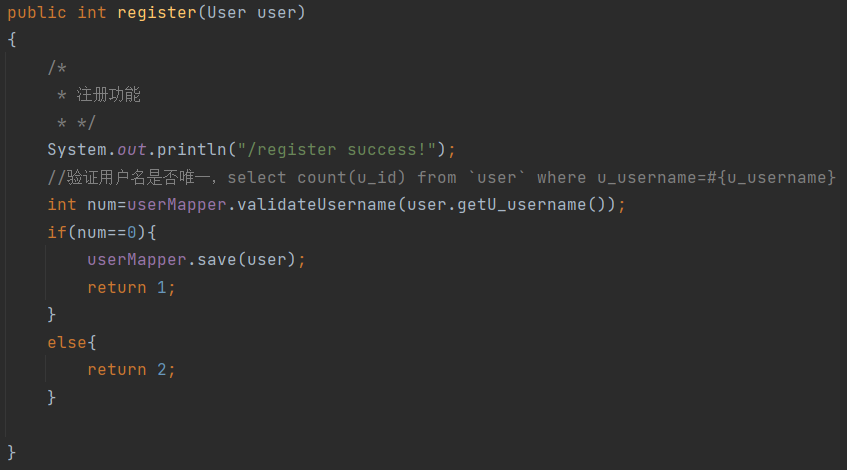 public int register(User user)
{
/*
* 注册功能
* */
System.out.println("/register success!");
//验证用户名是否唯一，select count(u_id) from `user` where u_username=#{u_username}
int num=userMapper.validateUsername(user.getU_username());
if(num==0){
userMapper.save(user);
return 1;
}
else{
return 2;
}
}